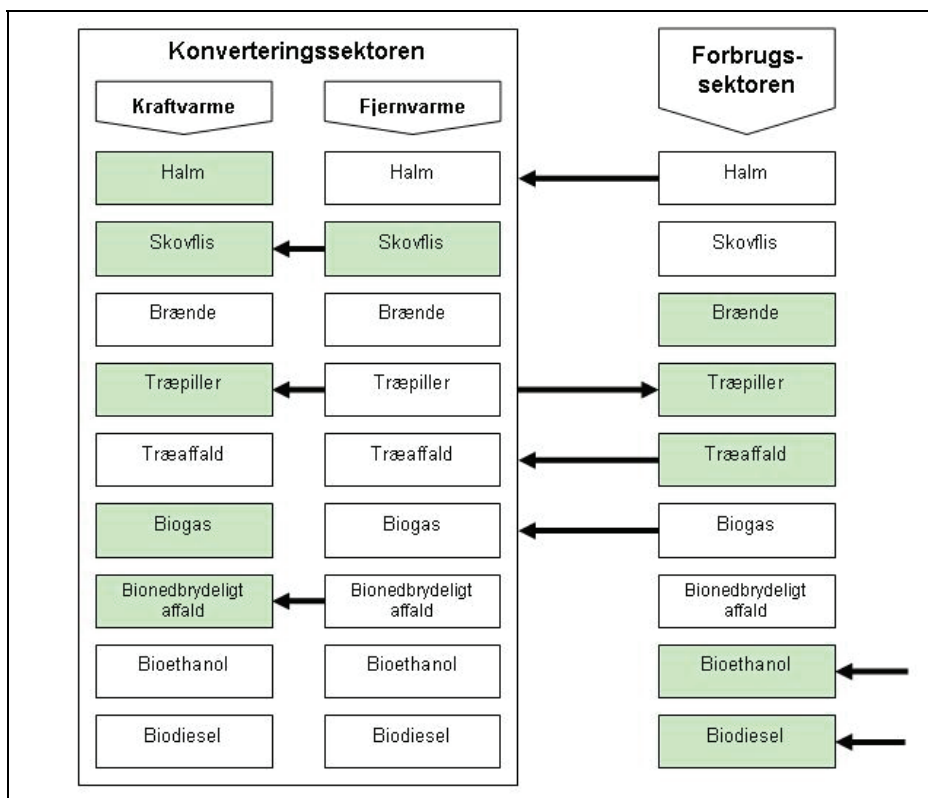 Konverteringssektoren
Forbrugs-
sektoren
Kraftvarme
Fjernvarme
Halm
Halm
Halm
Skovflis
Skovflis
Skovflis
Brænde
Brænde
Brænde
Træpiller
Træpiller
Træpiller
Træaffald
Træaffald
Træaffald
Biogas
Biogas
Biogas
Bionedbrydeligt
affald
Bionedbrydeligt
affald
Bionedbrydeligt
affald
Bioethanol
Bioethanol
Bioethanol
Biodiesel
Biodiesel
Biodiesel